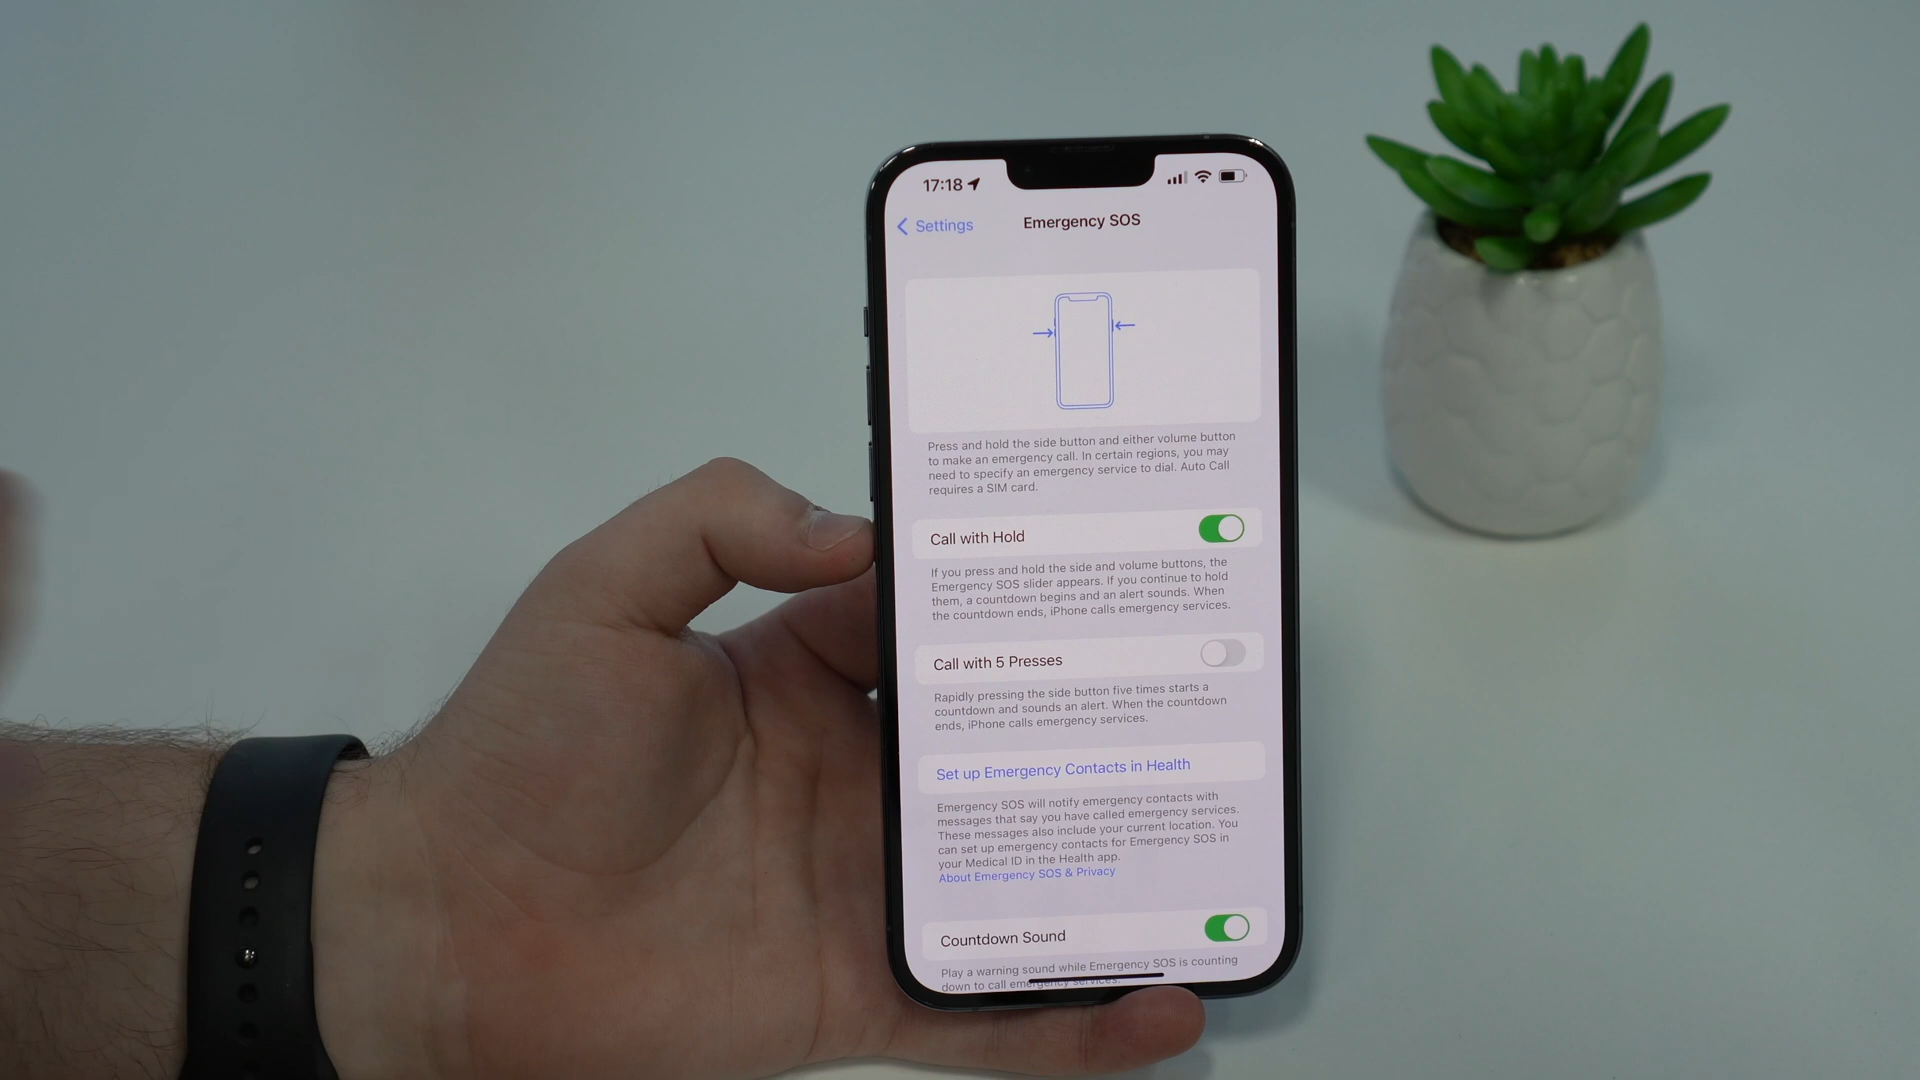 17:18
Settings
Emergency SOS
Press and hold the side button and either volume button
to make an emergency call. In certain regions, you may
need to specify an emergency service to dial. Auto Call
requires a SIM card.
Call with Hold
If you press and hold the side and volume buttons, the
Emergency SOS slider appears. If you continue to hold
them, a countdown begins and an alert sounds. When
the countdown ends, iPhone calls emergency services.
Call with 5 Presses
Rapidly pressing the side button five times starts a
countdown and sounds an alert. When the countdown
ends, iPhone calls emergency services.
Set up Emergency Contacts in Health
Emergency SOS will notify emergency contacts with
messages that say you have called emergency services.
These messages also include your current location. You
can set up emergency contacts for Emergency SOS in
your Medical ID in the Health app.
About Emergency SOS & Privacy
Countdown Sound
Play a warning sound while Emergency SOS is counting
down to call emergency services.